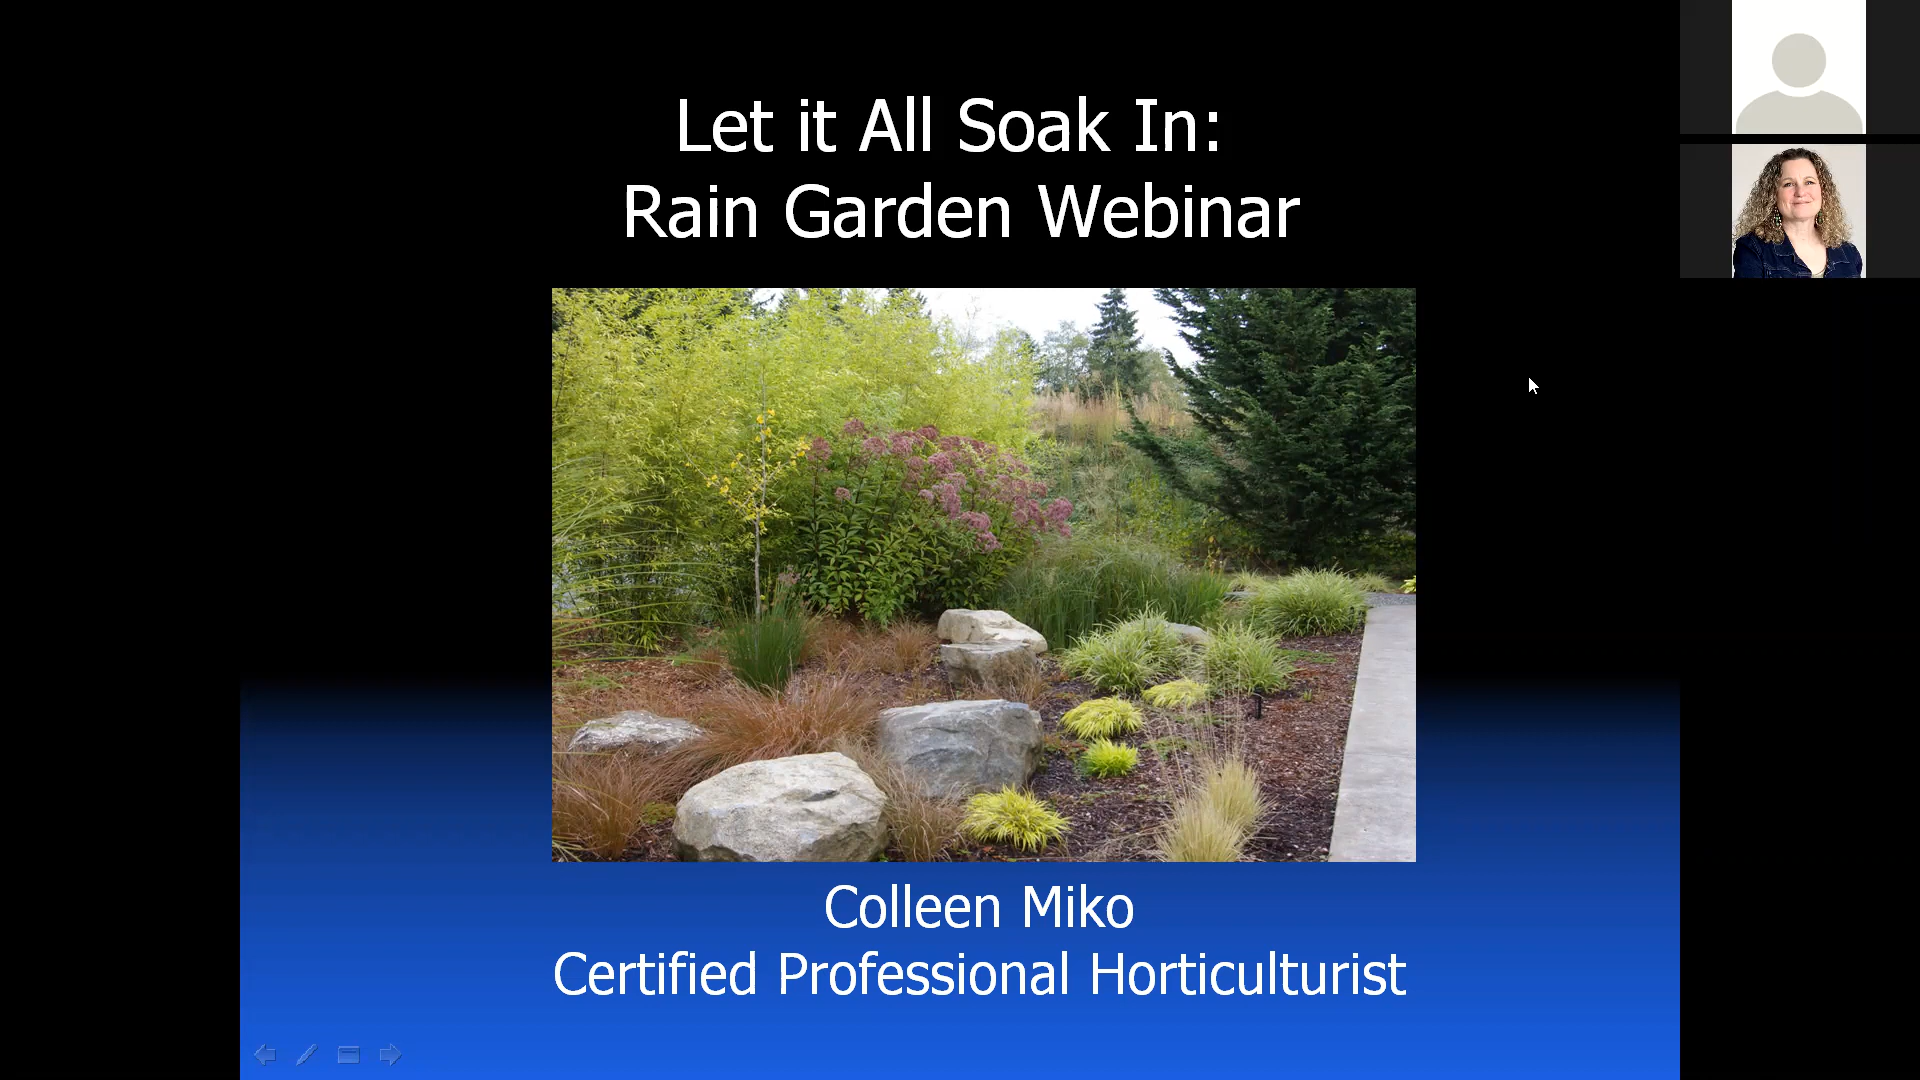 Let it All Soak In:
Rain Garden Webinar
Colleen Miko
Certified Professional Horticulturist